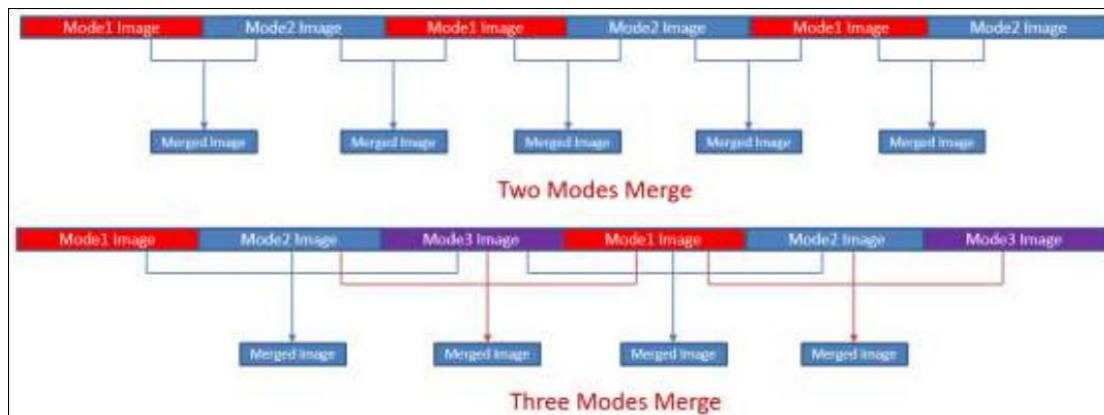 Mode1 Image Mode2 Image Mode1 Image Mode2 Image Mode1 Image Mode2 Image
Merged Image Merged Image Merged Image Merged Image Merged Image
Two Modes Merge
Mode1 Image Mode2 Image Mode3 Image Mode1 Image Mode2 Image Mode3 Image
Merged Image Merged Image Merged Image Merged Image
Three Modes Merge